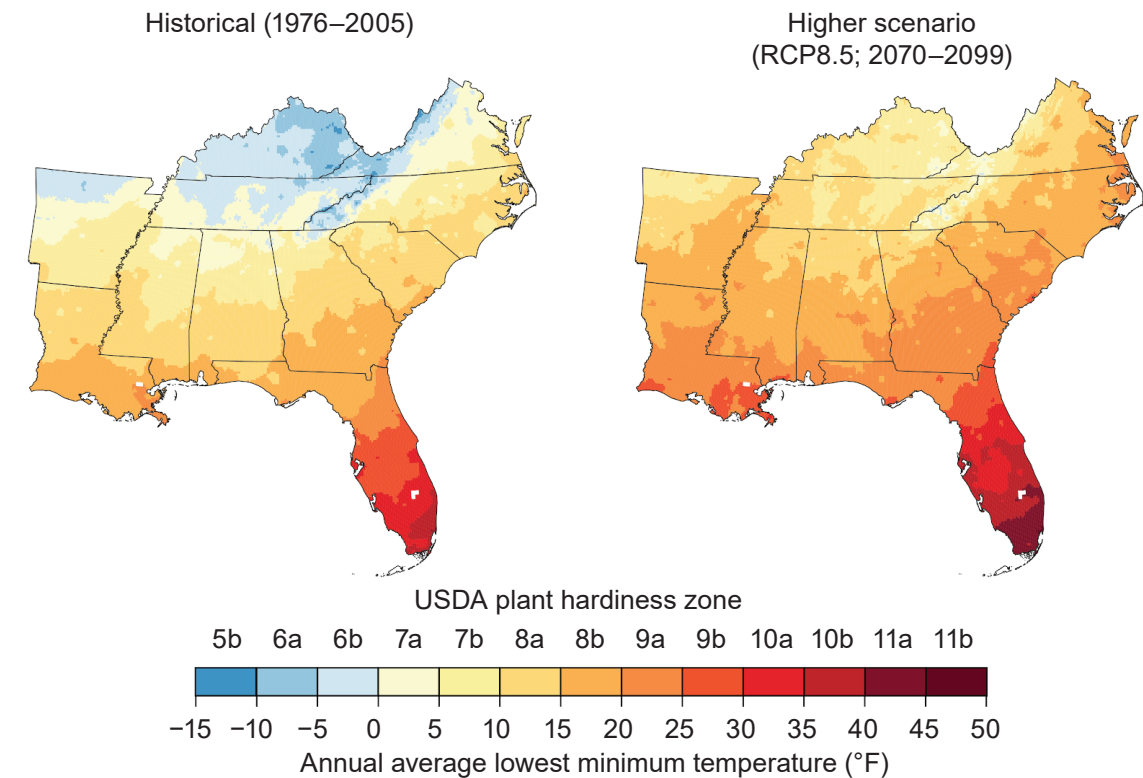 Historical (1976–2005)
Higher scenario
(RCP8.5; 2070–2099)
USDA plant hardiness zone
5b 6a 6b 7a 7b 8a 8b 9a 9b 10a 10b 11a 11b
−15 −10 −5 0 5 10 15 20 25 30 35 40 45 50
Annual average lowest minimum temperature (°F)